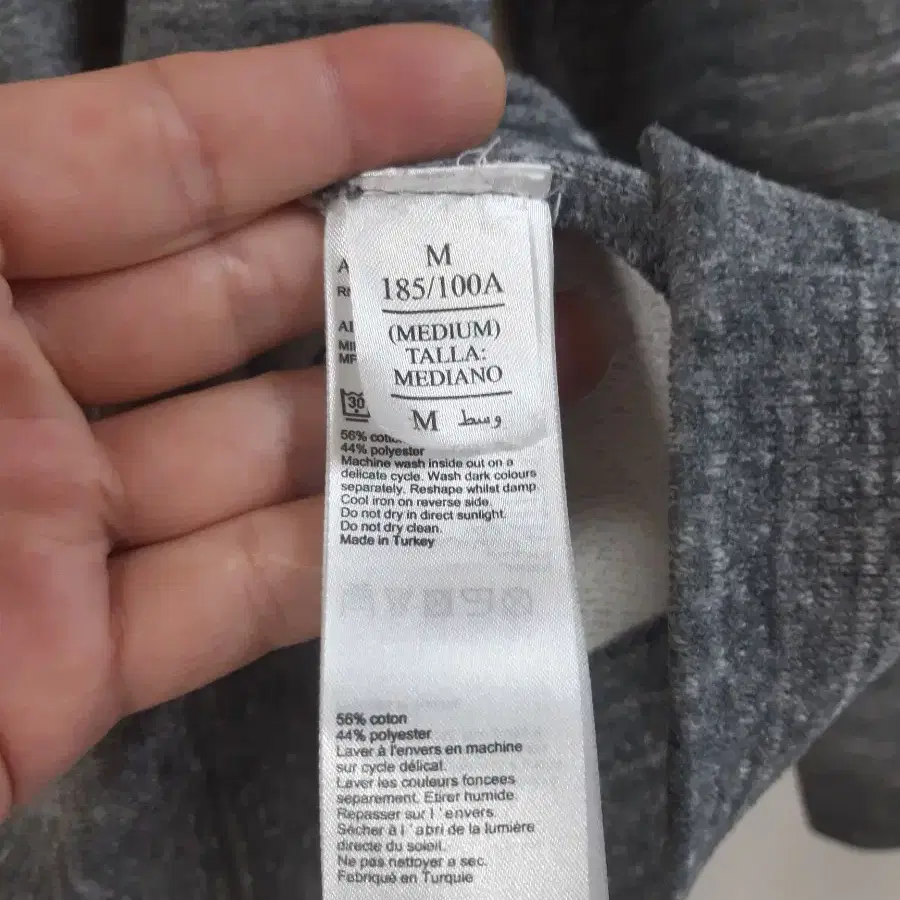 M
185/100A
(MEDIUM)
TALLA:
MEDIANO
M وسط
30
56%
44% polyester
Machine wash inside out on a
delicate cycle. Wash dark colours
separately. Reshape whilst damp.
Cool iron on reverse side.
Do not dry in direct sunlight.
Do not dry clean.
Made in Turkey
56% coton
44% polyester
Laver à l'envers en machine
sur cycle délicat.
Laver les couleurs foncees
séparement. Etirer humide.
Repasser sur l'envers.
Sécher à l'abri de la lumière
directe du soleil.
Ne pas nettoyer a sec.
Fabriqué en Turquie